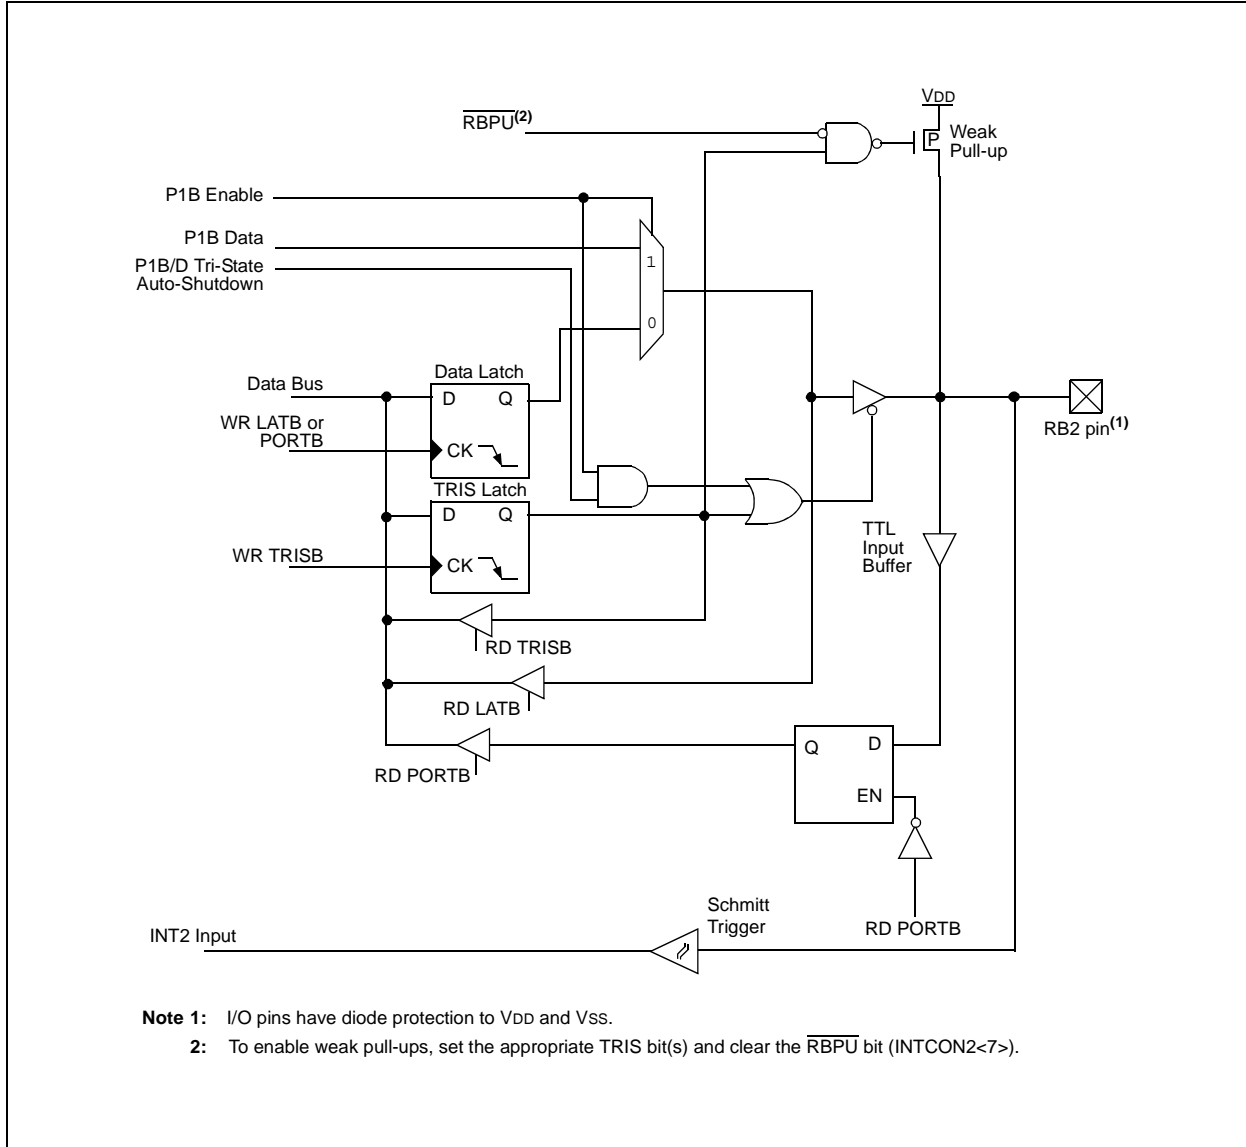 VDD
RBPU(2)
Weak
Pull-up
P
P1B Enable
P1B Data
P1B/D Tri-State
Auto-Shutdown
1
0
Data Latch
Data Bus
D Q
WR LATB or
PORTB
CK
RB2 pin(1)
TRIS Latch
D Q
TTL
Input
Buffer
WR TRISB
CK
RD TRISB
RD LATB
Q D
RD PORTB
EN
Schmitt
Trigger
RD PORTB
INT2 Input
Note 1: I/O pins have diode protection to VDD and VSS.
2: To enable weak pull-ups, set the appropriate TRIS bit(s) and clear the RBPU bit (INTCON2<7>).